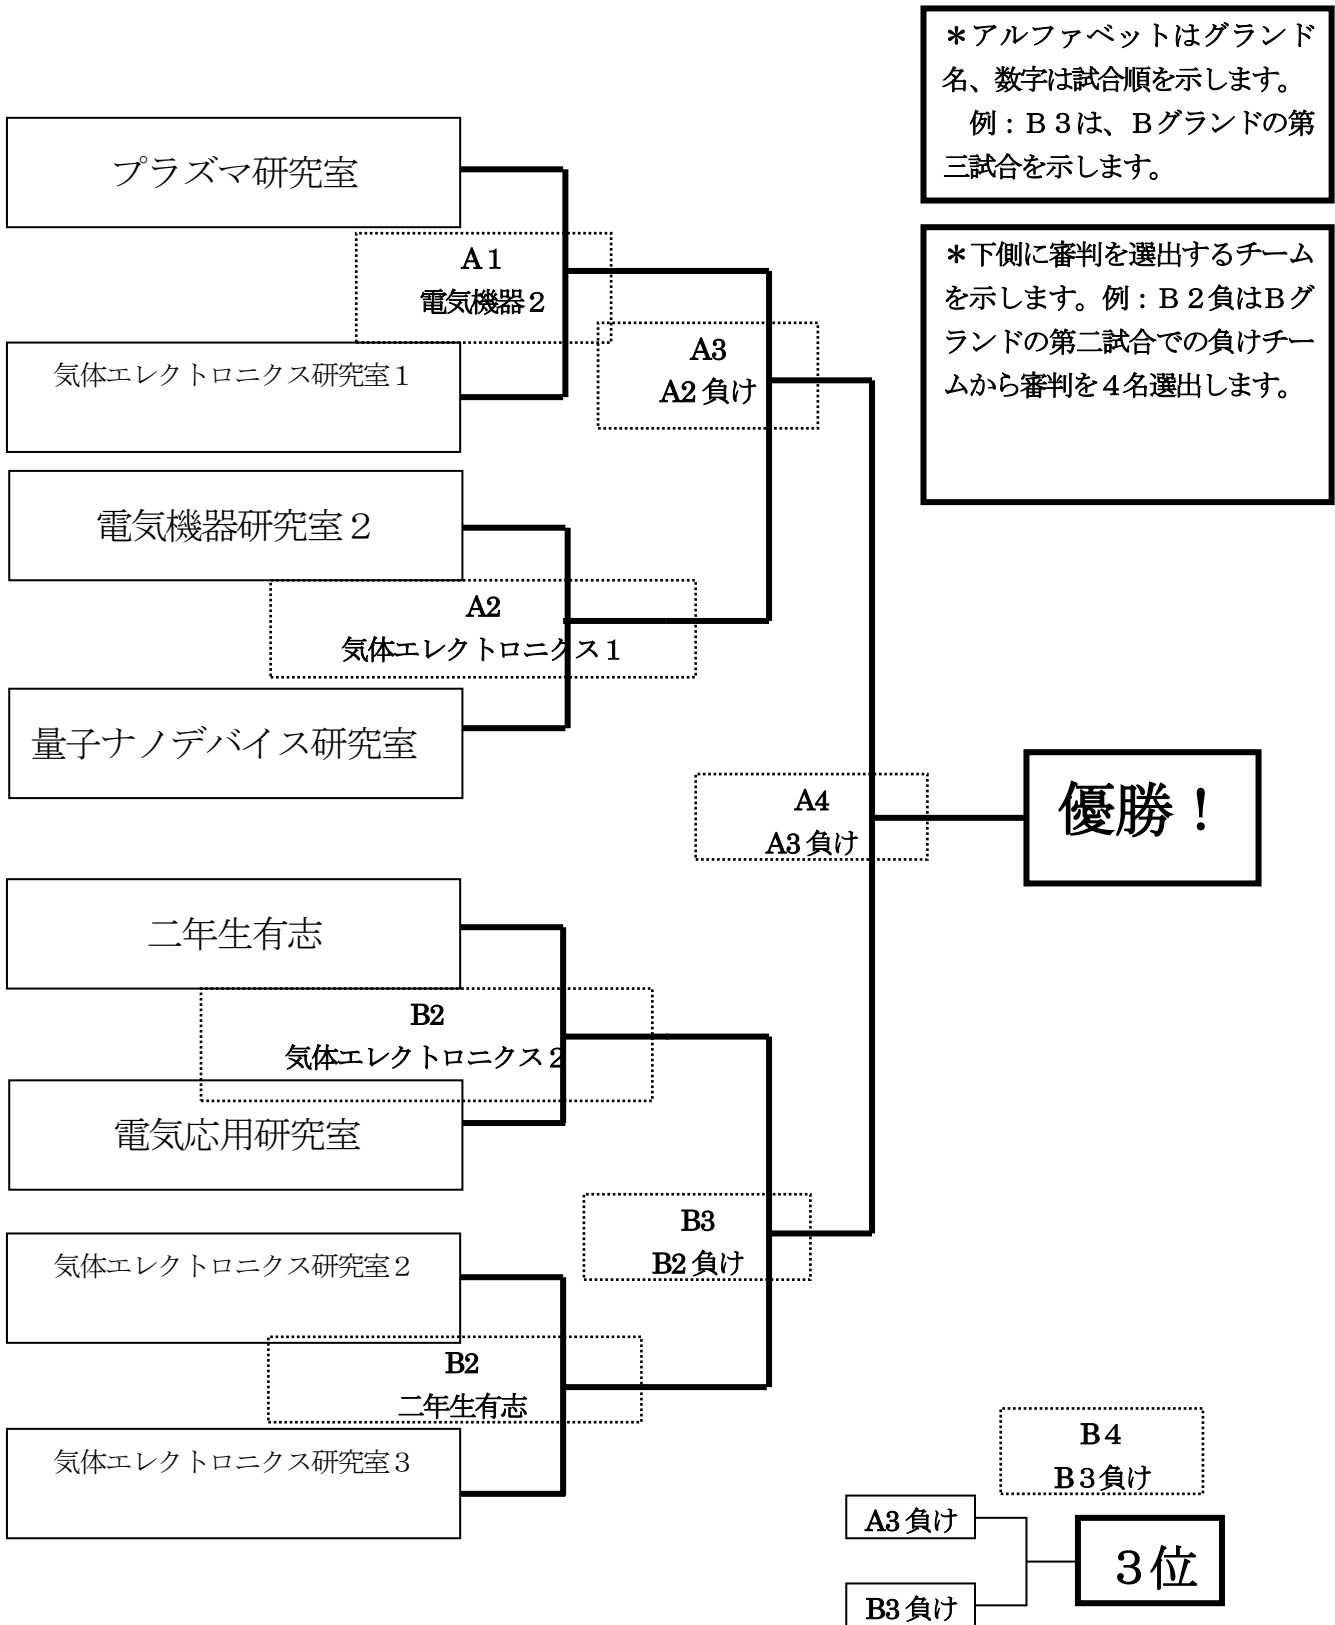 ＊アルファベットはグランド
名、数字は試合順を示します。
例：Ｂ３は、Ｂグランドの第
三試合を示します。
＊下側に審判を選出するチーム
を示します。例：Ｂ２負はＢグ
ランドの第二試合での負けチー
ムから審判を４名選出します。
プラズマ研究室
A１
電気機器２
気体エレクトロニクス研究室１
A3
A2 負け
電気機器研究室２
A2
気体エレクトロニクス１
量子ナノデバイス研究室
A4
A3 負け
優勝！
二年生有志
B2
気体エレクトロニクス２
電気応用研究室
B3
B2 負け
気体エレクトロニクス研究室２
B2
二年生有志
気体エレクトロニクス研究室３
B４
B３負け
A3 負け
３位
B3 負け